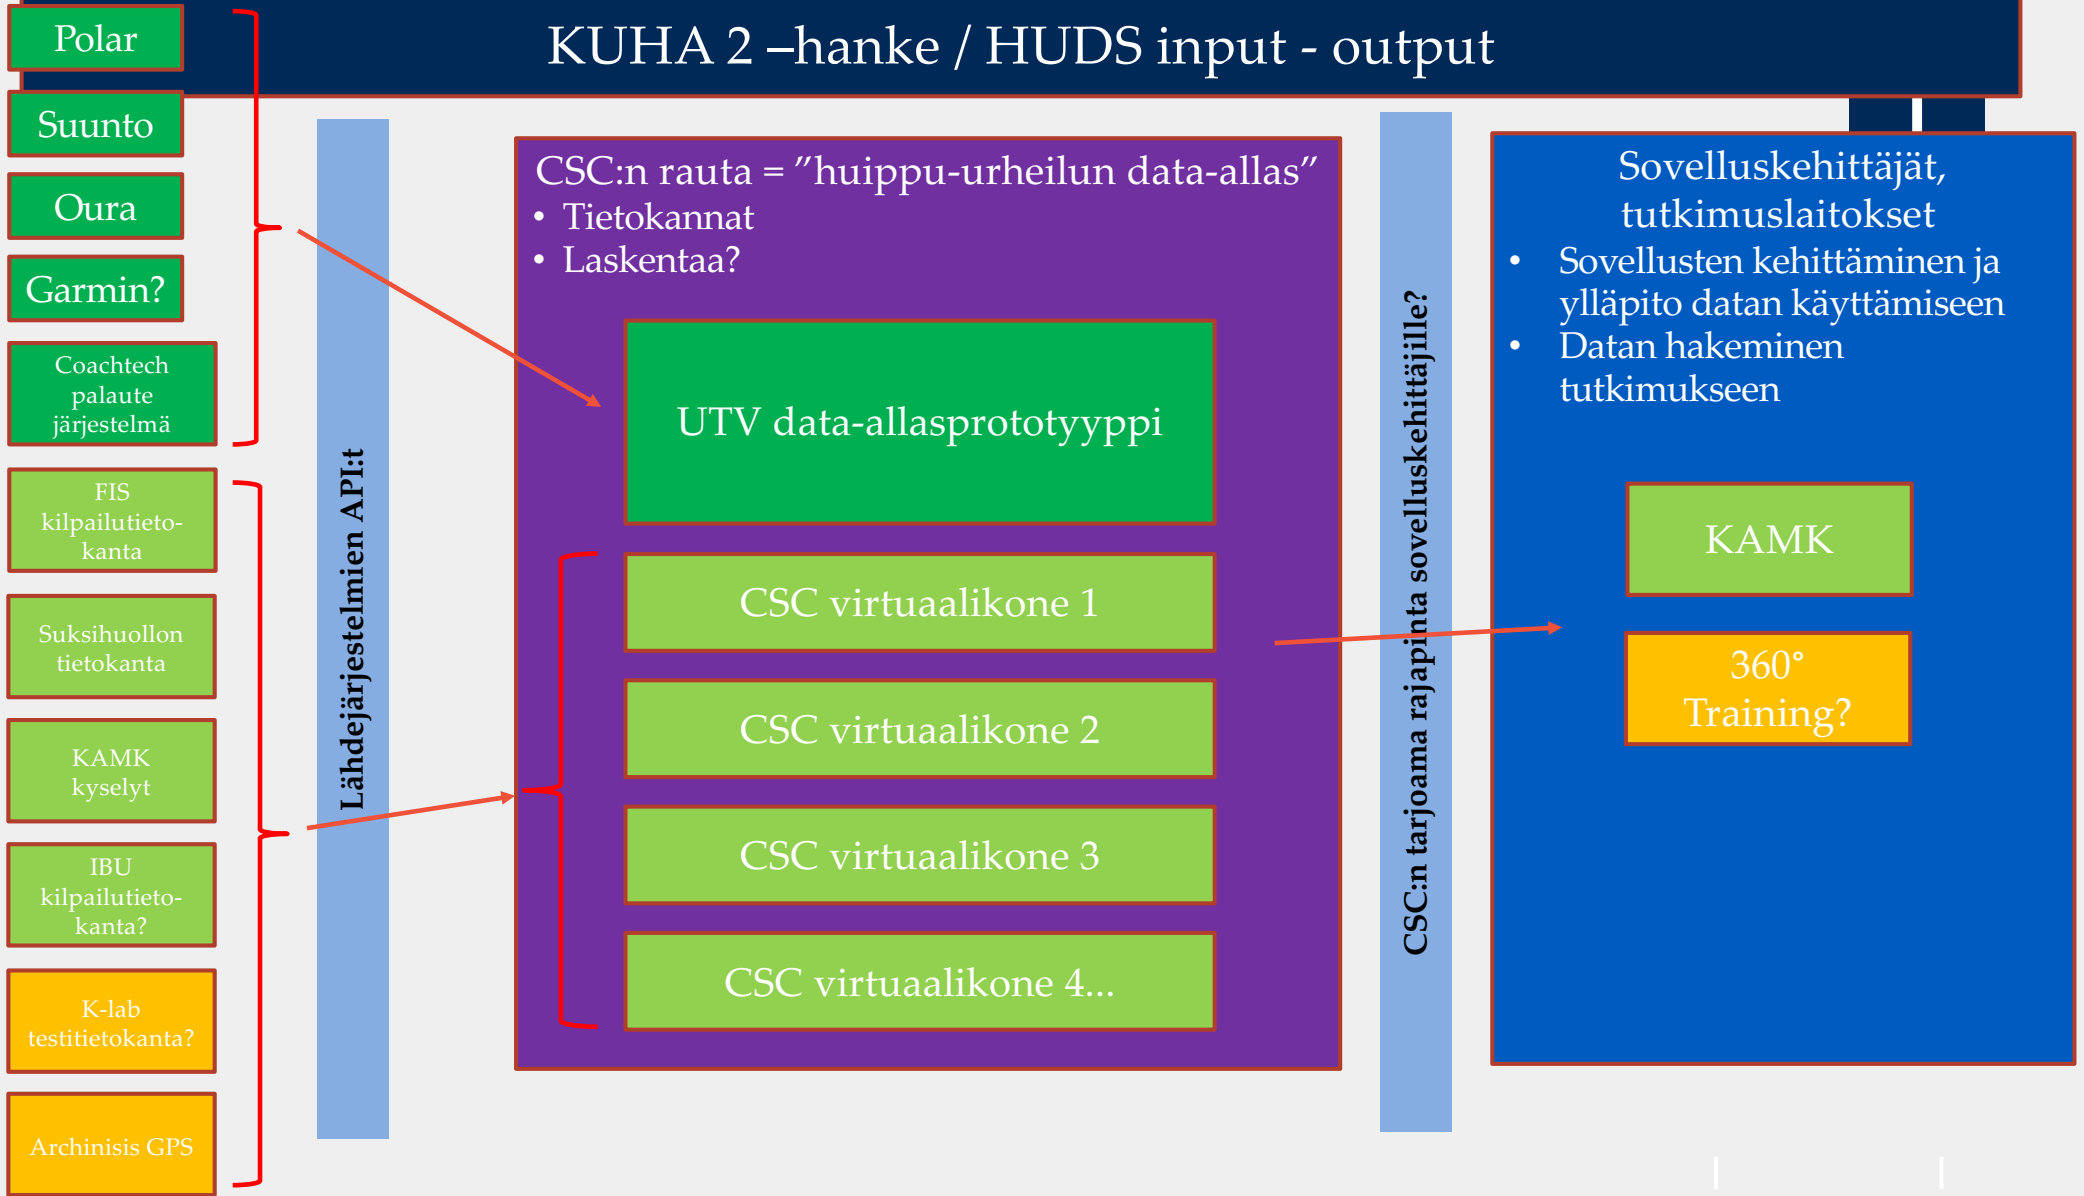 KUHA 2 –hanke / HUDS input - output
Polar
Suunto
Oura
Garmin?
Coachtech
palaute
järjestelmä
FIS
kilpailutieto-
kanta
Suksihuollon
tietokanta
KAMK
kyselyt
IBU
kilpailutieto-
kanta?
K-lab
testitietokanta?
Archinisis GPS
Lähdejärjestelmien API:t
CSC:n rauta = ”huippu-urheilun data-allas”
• Tietokannat
• Laskentaa?
UTV data-allasprototyyppi
CSC virtuaalikone 1
CSC virtuaalikone 2
CSC virtuaalikone 3
CSC virtuaalikone 4...
CSC:n tarjoama rajapinta sovelluskehittäjille?
Sovelluskehittäjät,
tutkimuslaitokset
• Sovellusten kehittäminen ja
ylläpito datan käyttämiseen
• Datan hakeminen
tutkimukseen
KAMK
360°
Training?